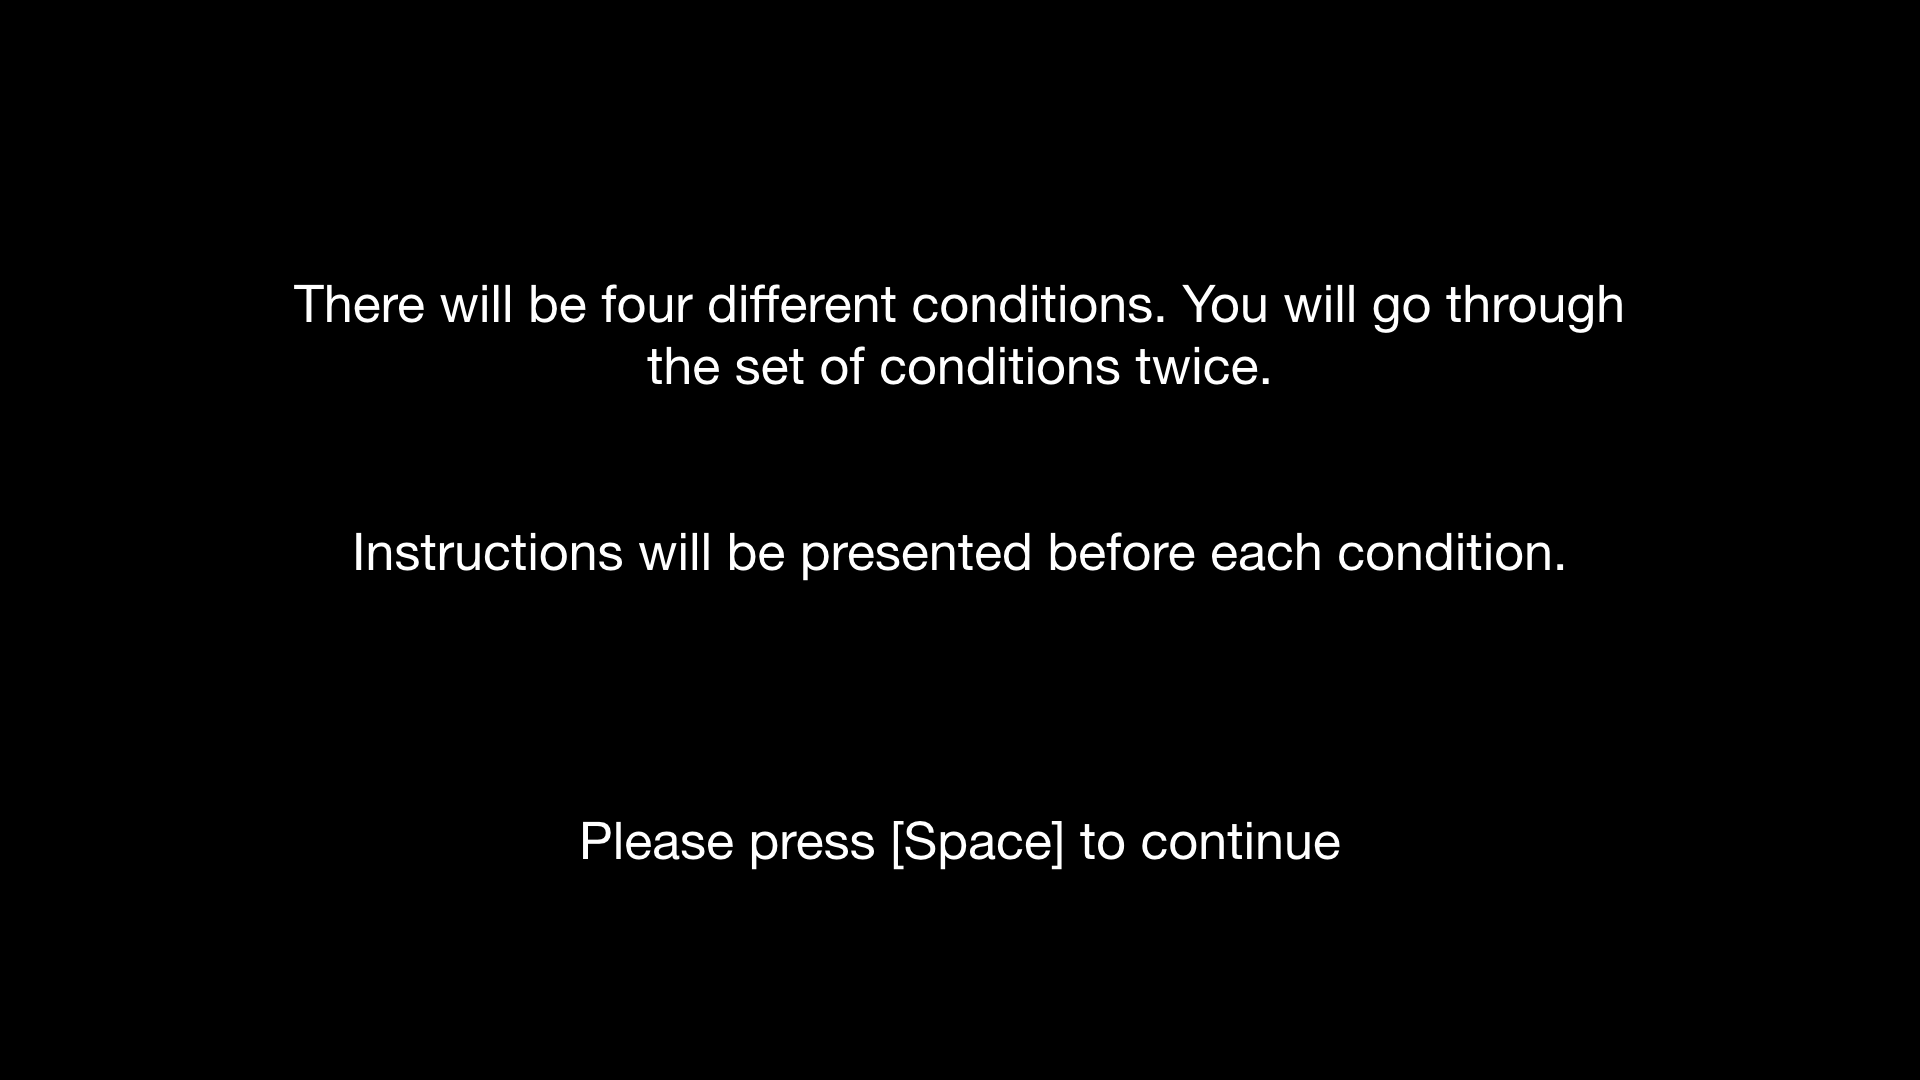 There will be four different conditions. You will go through
the set of conditions twice.
Instructions will be presented before each condition.
Please press [Space] to continue